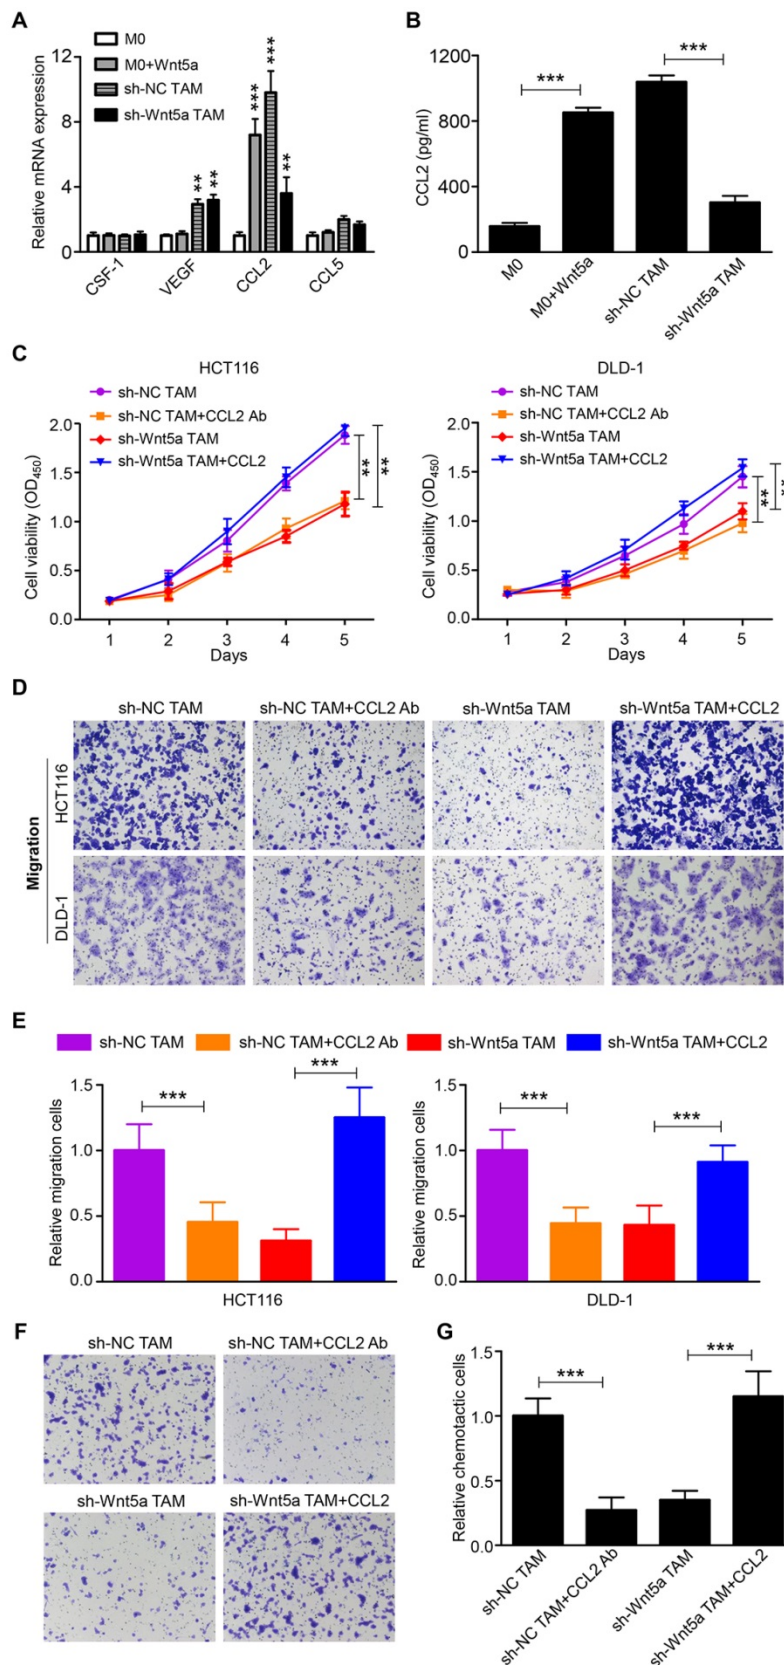 A
M0
M0+Wnt5a
sh-NC TAM
sh-Wnt5a TAM
Relative mRNA expression
12
8
4
0
** ** *** *** **
CSF-1 VEGF CCL2 CCL5
B
CCL2 (pg/ml)
1200
800
400
0
*** ***
M0 M0+Wnt5a sh-NC TAM sh-Wnt5a TAM
C
HCT116
sh-NC TAM
sh-NC TAM+CCL2 Ab
sh-Wnt5a TAM
sh-Wnt5a TAM+CCL2
Cell viability (OD450)
2.0
1.5
1.0
0.5
0.0
** **
1 2 3 4 5
Days
DLD-1
sh-NC TAM
sh-NC TAM+CCL2 Ab
sh-Wnt5a TAM
sh-Wnt5a TAM+CCL2
Cell viability (OD450)
2.0
1.5
1.0
0.5
0.0
** **
1 2 3 4 5
Days
D
sh-NC TAM sh-NC TAM+CCL2 Ab sh-Wnt5a TAM sh-Wnt5a TAM+CCL2
Migration
HCT116
DLD-1
E
sh-NC TAM sh-NC TAM+CCL2 Ab sh-Wnt5a TAM sh-Wnt5a TAM+CCL2
Relative migration cells
1.5
1.0
0.5
0.0
*** ***
HCT116
Relative migration cells
1.5
1.0
0.5
0.0
*** ***
DLD-1
F
sh-NC TAM sh-NC TAM+CCL2 Ab
sh-Wnt5a TAM sh-Wnt5a TAM+CCL2
G
Relative chemotactic cells
1.5
1.0
0.5
0.0
*** ***
sh-NC TAM sh-NC TAM+CCL2 Ab sh-Wnt5a TAM sh-Wnt5a TAM+CCL2